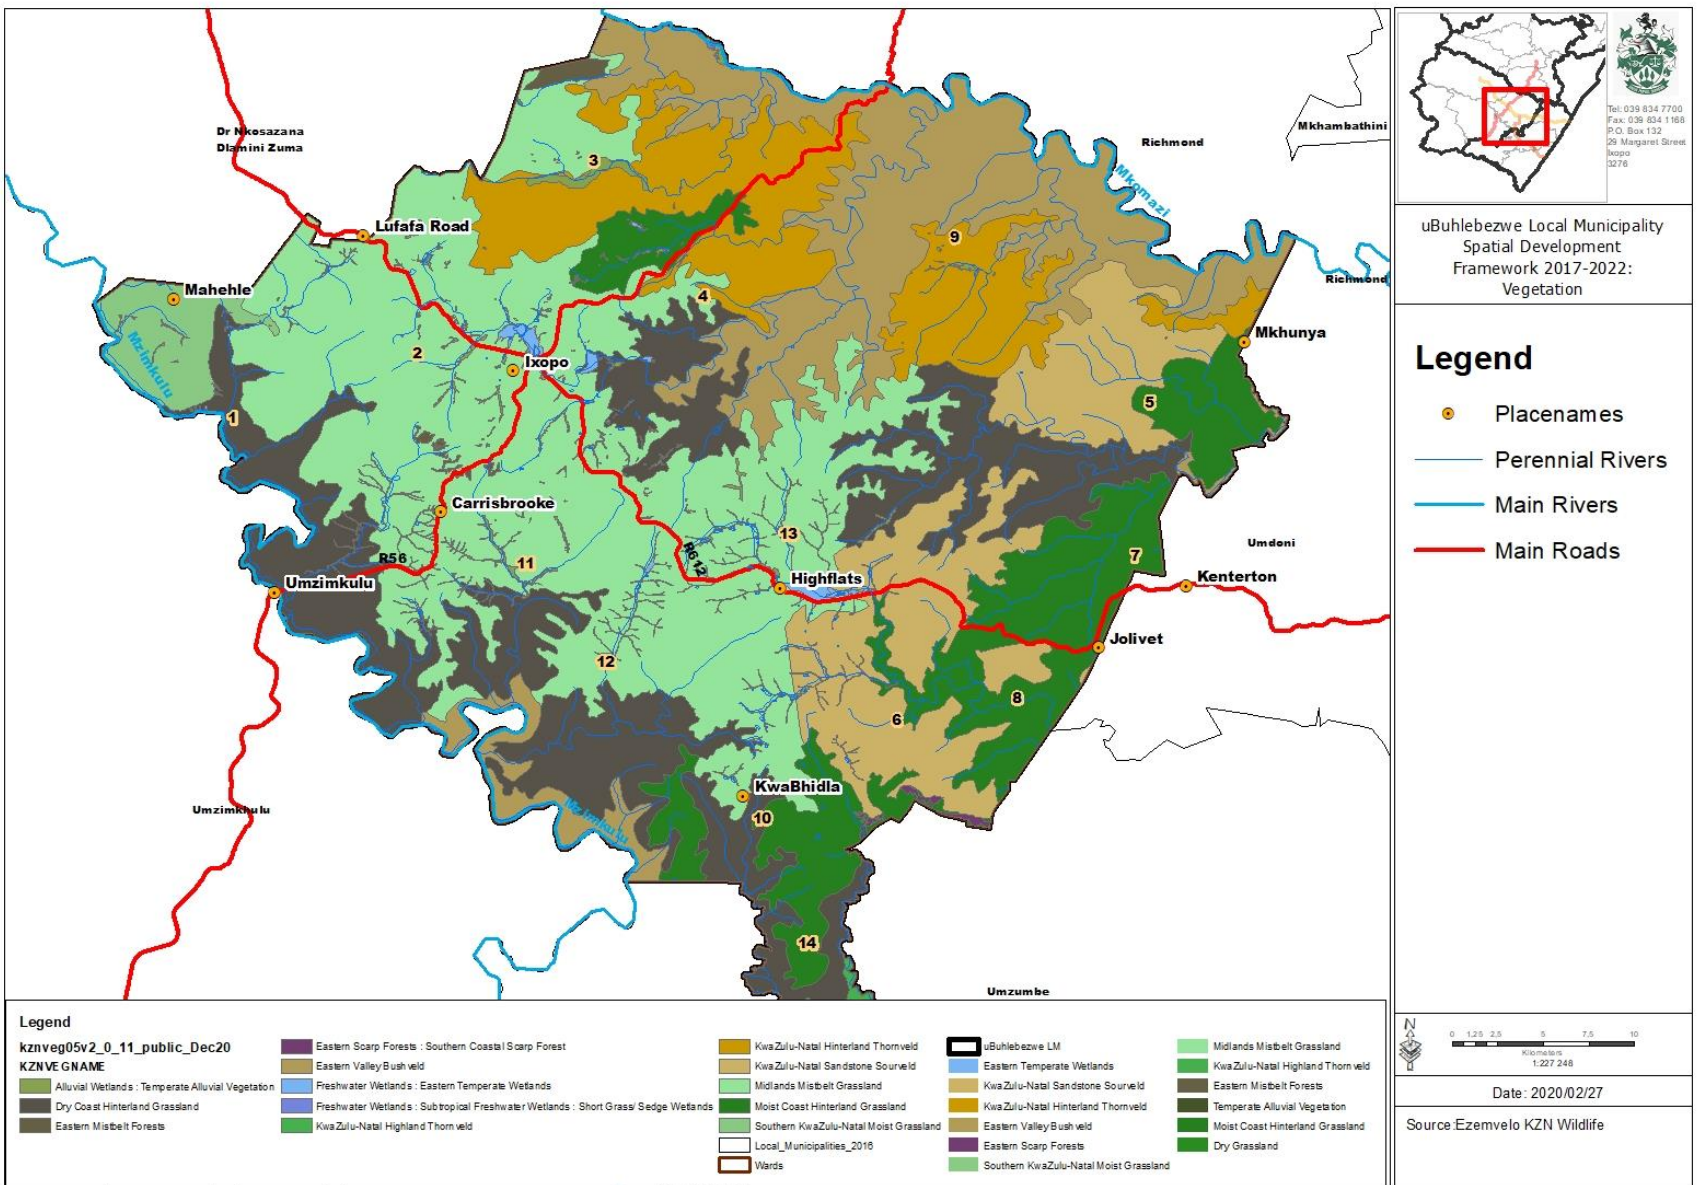 Dr Nkosazana
Dlamini Zuma
Richmond
Mkhambathini
Mkomazi
3
Lufafa Road
9
Richmond
Mahehle
4
Mkhunya
Mzimkulu
2
Ixopo
5
1
Carrisbrooke
13
Umdoni
R56
11
R612
7
Umzimkulu
Highflats
Kenterton
Jolivet
12
8
6
KwaBhidla
Umzimkhulu
Mzimkulu
10
14
Umzumbe
Tel: 039 834 7700
Fax: 039 834 1168
P.O. Box 132
29 Margaret Street
Ixopo
3276
uBuhlebezwe Local Municipality
Spatial Development
Framework 2017-2022:
Vegetation
Legend
Placenames
Perennial Rivers
Main Rivers
Main Roads
N
0 1,25 2,5 5 7,5 10
Kilometers
1:227 248
Date: 2020/02/27
Source:Ezemvelo KZN Wildlife
Legend
kznveg05v2_0_11_public_Dec20
KZNVEGNAME
Alluvial Wetlands : Temperate Alluvial Vegetation
Dry Coast Hinterland Grassland
Eastern Mistbelt Forests
Eastern Scarp Forests : Southern Coastal Scarp Forest
Eastern Valley Bushveld
Freshwater Wetlands : Eastern Temperate Wetlands
Freshwater Wetlands : Subtropical Freshwater Wetlands : Short Grass/ Sedge Wetlands
KwaZulu-Natal Highland Thornveld
KwaZulu-Natal Hinterland Thornveld
KwaZulu-Natal Sandstone Sourveld
Midlands Mistbelt Grassland
Moist Coast Hinterland Grassland
Southern KwaZulu-Natal Moist Grassland
Local_Municipalities_2016
Wards
uBuhlebezwe LM
Eastern Temperate Wetlands
KwaZulu-Natal Sandstone Sourveld
KwaZulu-Natal Hinterland Thornveld
Eastern Valley Bushveld
Eastern Scarp Forests
Southern KwaZulu-Natal Moist Grassland
Midlands Mistbelt Grassland
KwaZulu-Natal Highland Thornveld
Eastern Mistbelt Forests
Temperate Alluvial Vegetation
Moist Coast Hinterland Grassland
Dry Grassland